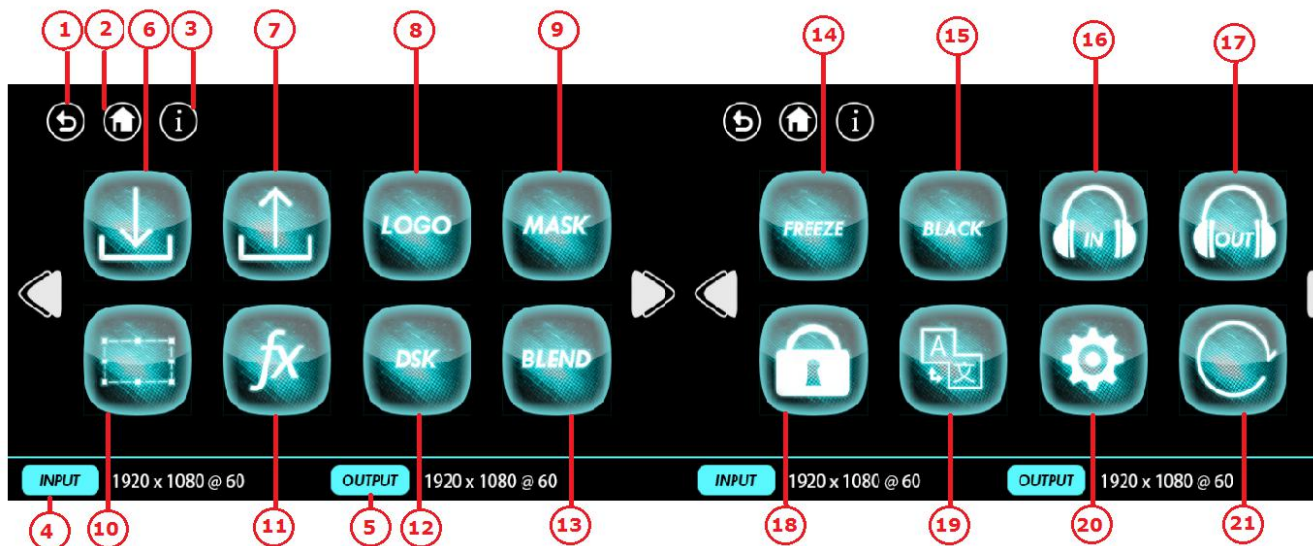 1 2 6 3 7 8 9 14 15 16 17
i i
LOGO MASK FREEZE BLACK IN OUT
fx DSK BLEND A 文
INPUT 1920 x 1080 @ 60 OUTPUT 1920 x 1080 @ 60 INPUT 1920 x 1080 @ 60 OUTPUT 1920 x 1080 @ 60
4 10 11 5 12 13 18 19 20 21